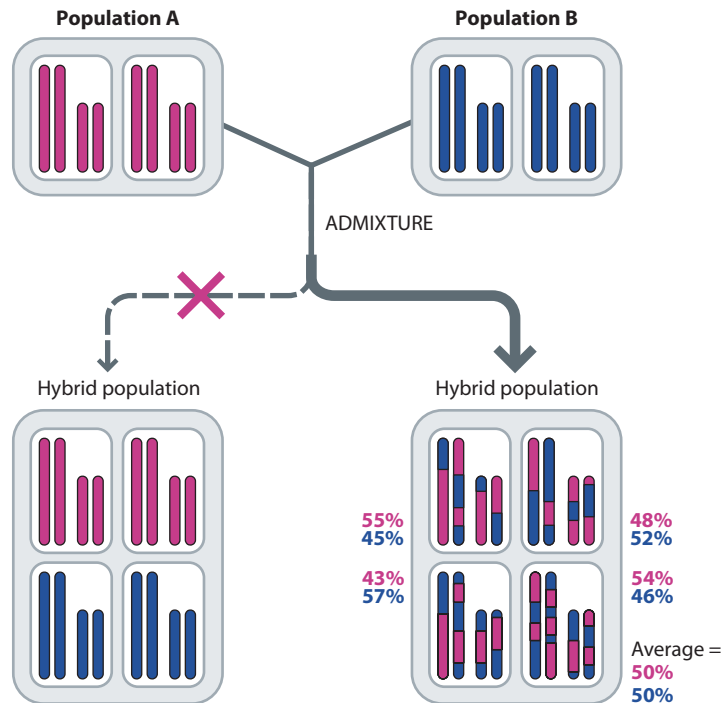 Population A
Population B
ADMIXTURE
Hybrid population
Hybrid population
55%
45%
48%
52%
43%
57%
54%
46%
Average =
50%
50%